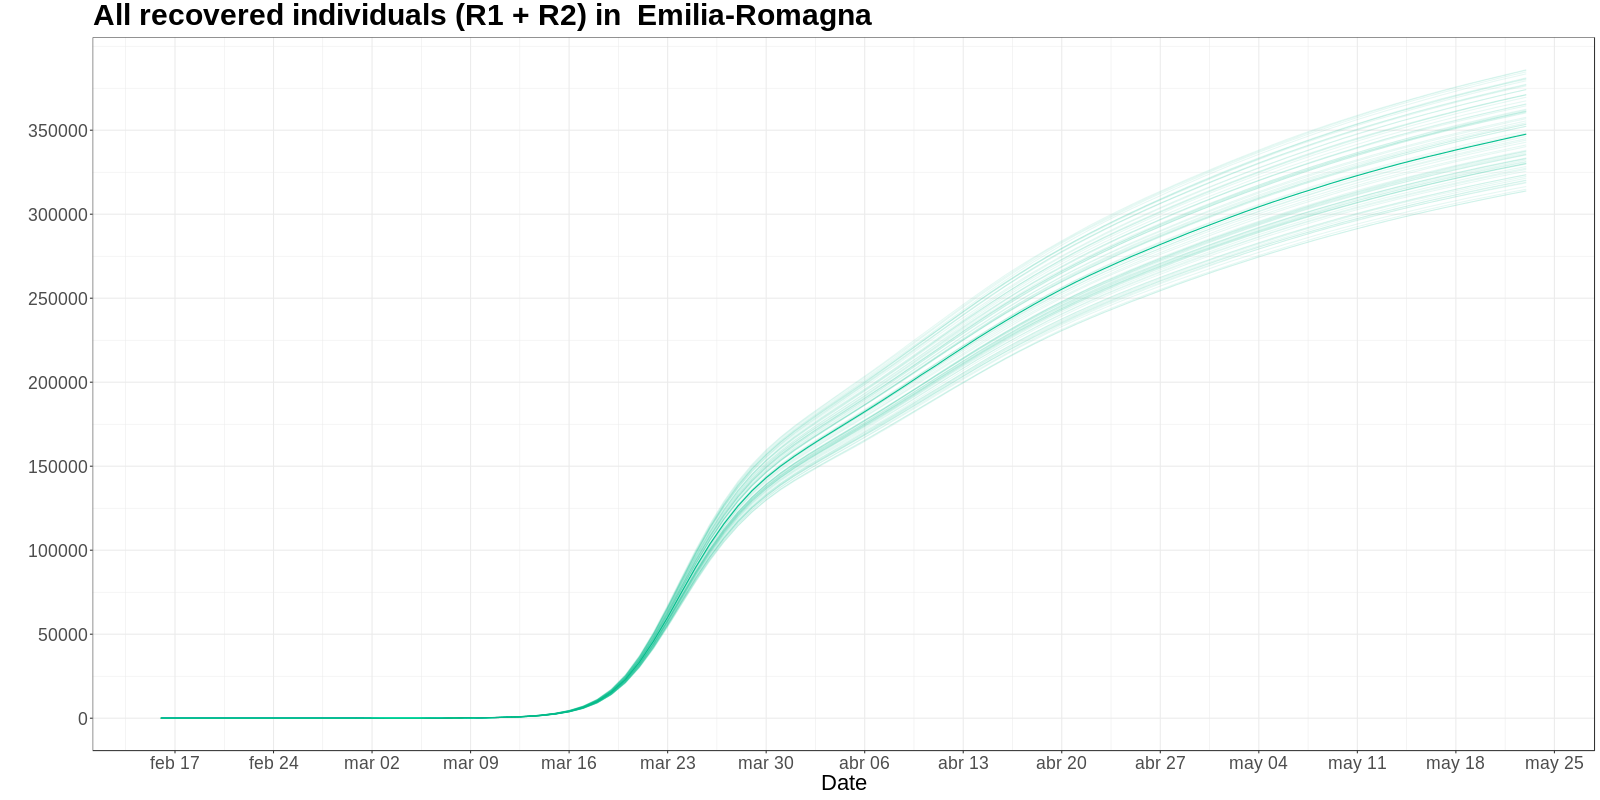 All recovered individuals (R1 + R2) in  Emilia-Romagna
350000
300000
250000
200000
150000
100000
50000
0
feb 17 feb 24 mar 02 mar 09 mar 16 mar 23 mar 30 abr 06 abr 13 abr 20 abr 27 may 04 may 11 may 18 may 25
Date